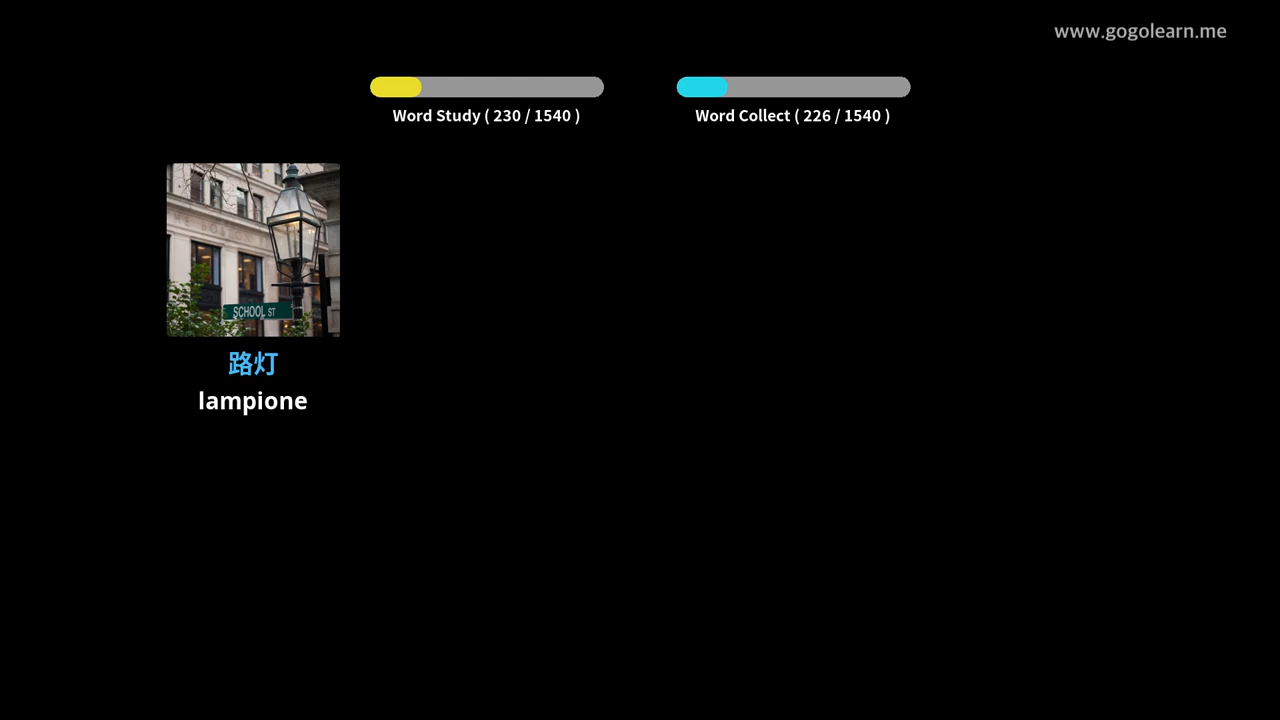 www.gogolearn.me
Word Study ( 230 / 1540 )
Word Collect ( 226 / 1540 )
SCHOOL ST
路灯
lampione